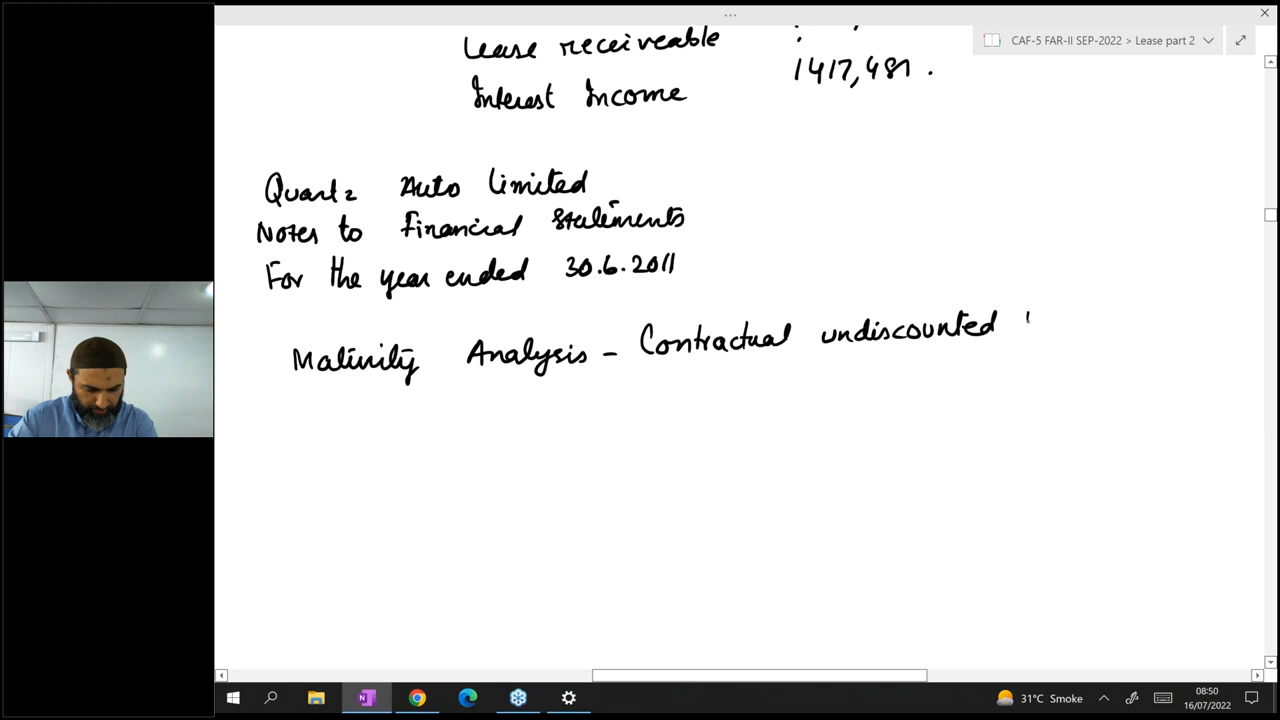 CAF-5 FAR-II SEP-2022 > Lease part 2
Lease receiveable
1417,481.
Interest Income
Quartz Auto Limited
Notes to Financial Statements
For the year ended 30.6.2011
Maturity Analysis - Contractual undiscounted
31°C Smoke
08:50
16/07/2022